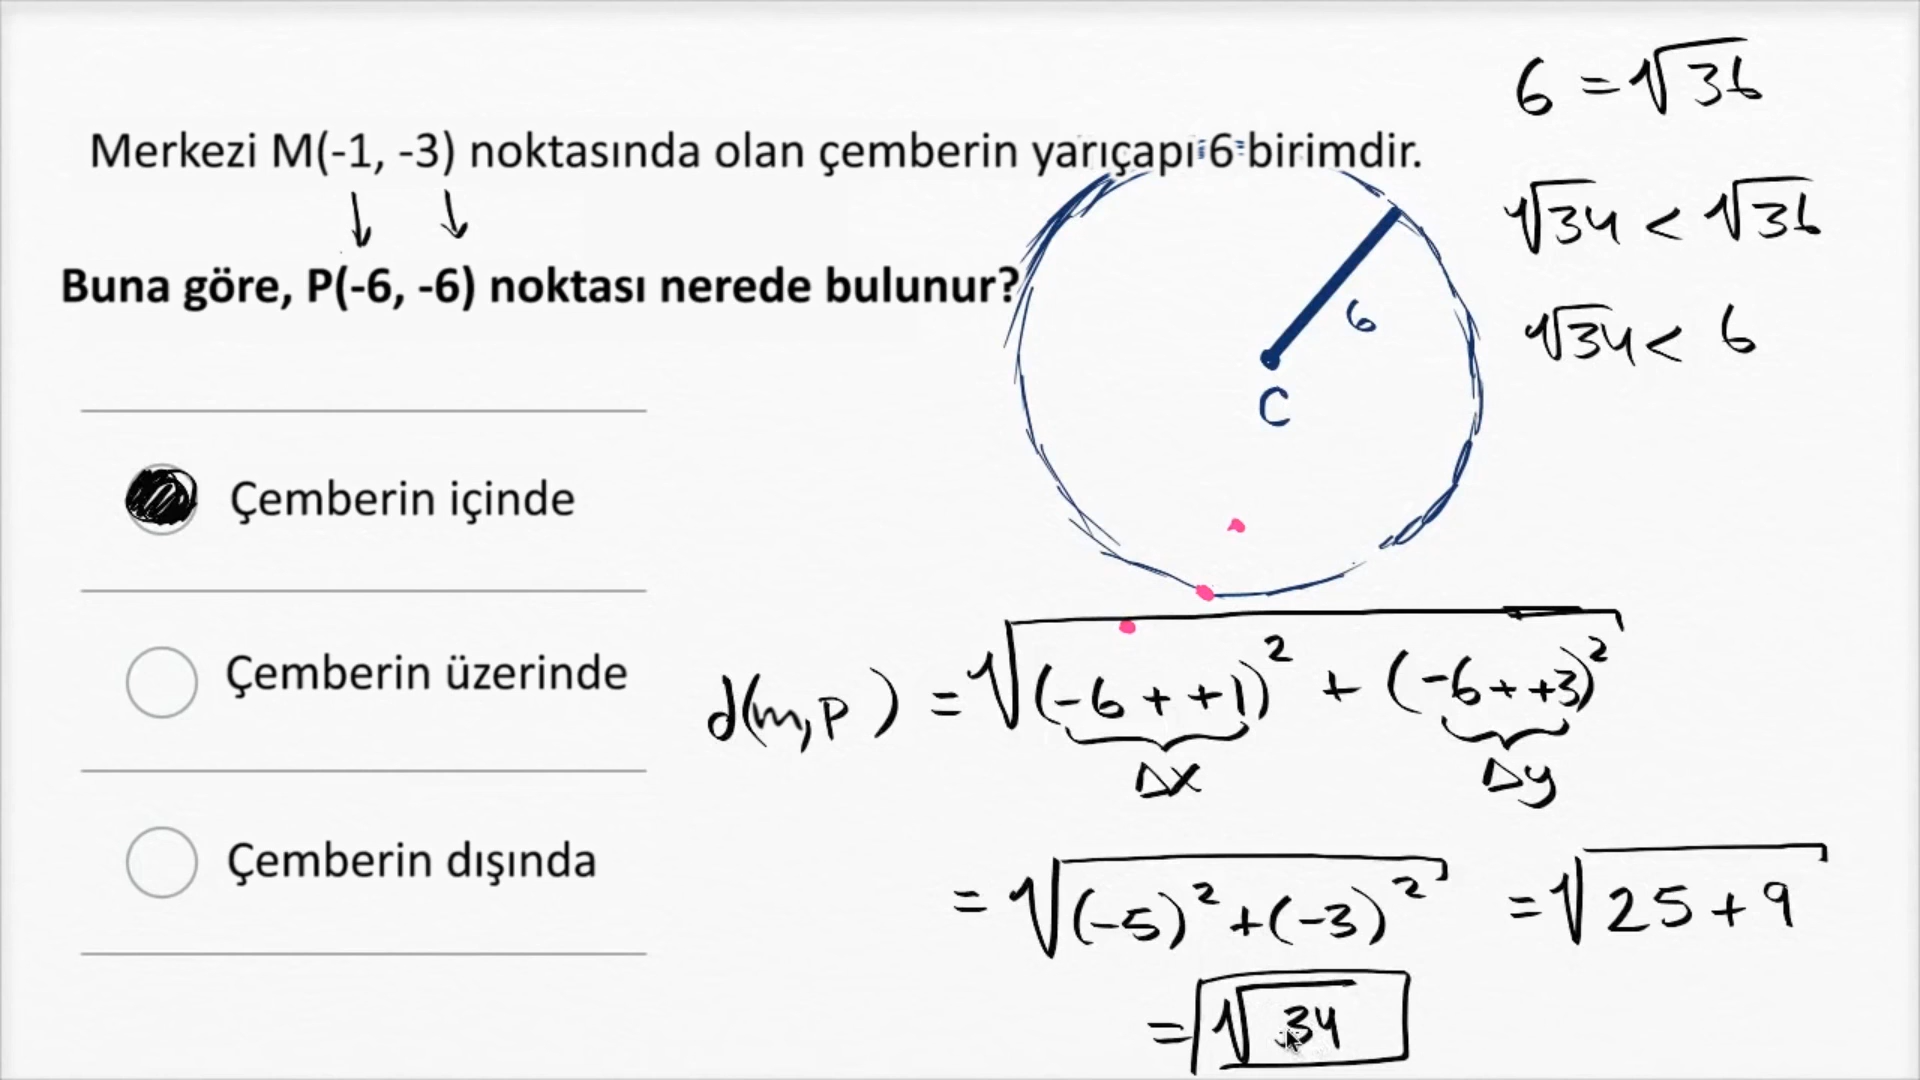 Merkezi M(-1, -3) noktasında olan çemberin yarıçapı 6 birimdir.
Buna göre, P(-6, -6) noktası nerede bulunur?
Çemberin içinde
Çemberin üzerinde
Çemberin dışında
6
C
6 = √36
√34 < √36
√34 < 6
d(m,P) = √(-6 + +1)² + (-6 + +3)²
Δx Δy
= √(-5)² + (-3)² = √25 + 9
= √34